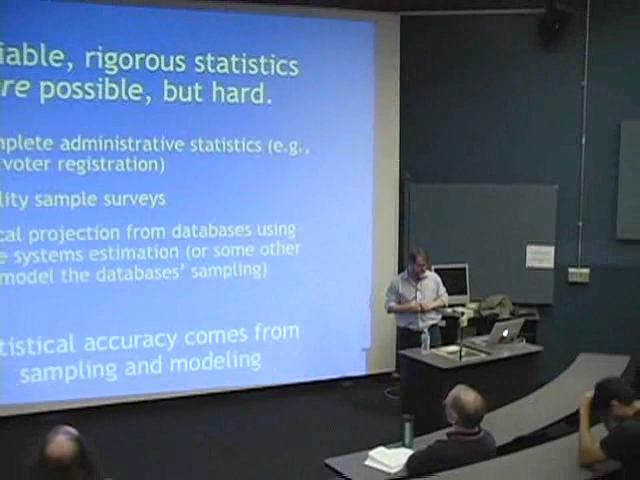 iable, rigorous statistics
re possible, but hard.
mplete administrative statistics (e.g.,
voter registration)
lity sample surveys
cal projection from databases using
e systems estimation (or some other
model the databases' sampling)
tistical accuracy comes from
sampling and modeling